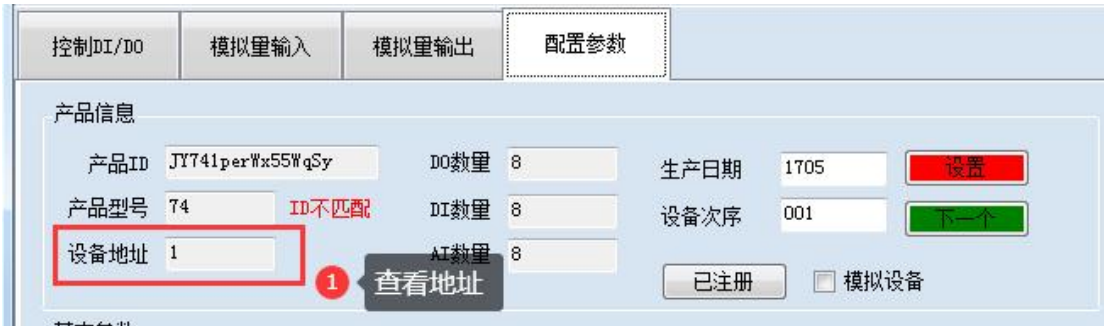 控制DI/DO 模拟量输入 模拟量输出 配置参数
产品信息
产品ID JY741perWx55WqSy DO数量 8 生产日期 1705 设置
产品型号 74 ID不匹配 DI数量 8 设备次序 001 下一个
设备地址 1 AI数量 8
1 查看地址 已注册 模拟设备